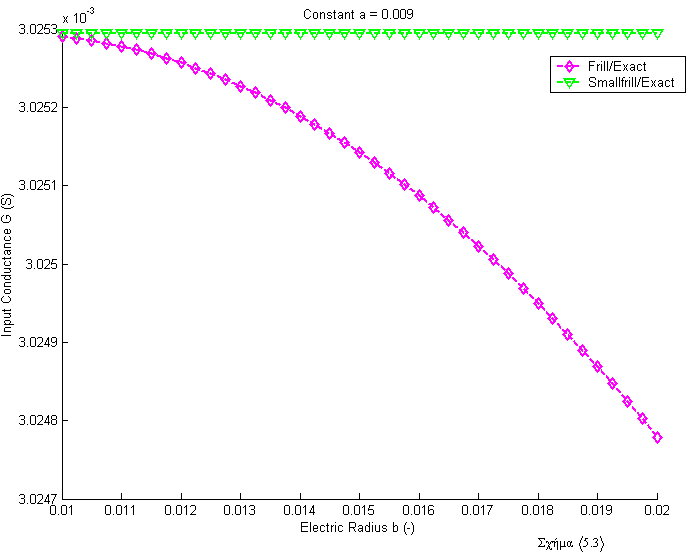 Constant a = 0.009
x 10⁻³
3.0253
3.0252
3.0251
3.025
3.0249
3.0248
3.0247
Input Conductance G (S)
Frill/Exact
Smallfrill/Exact
0.01 0.011 0.012 0.013 0.014 0.015 0.016 0.017 0.018 0.019 0.02
Electric Radius b (-)
Σχήμα ⟨5.3⟩